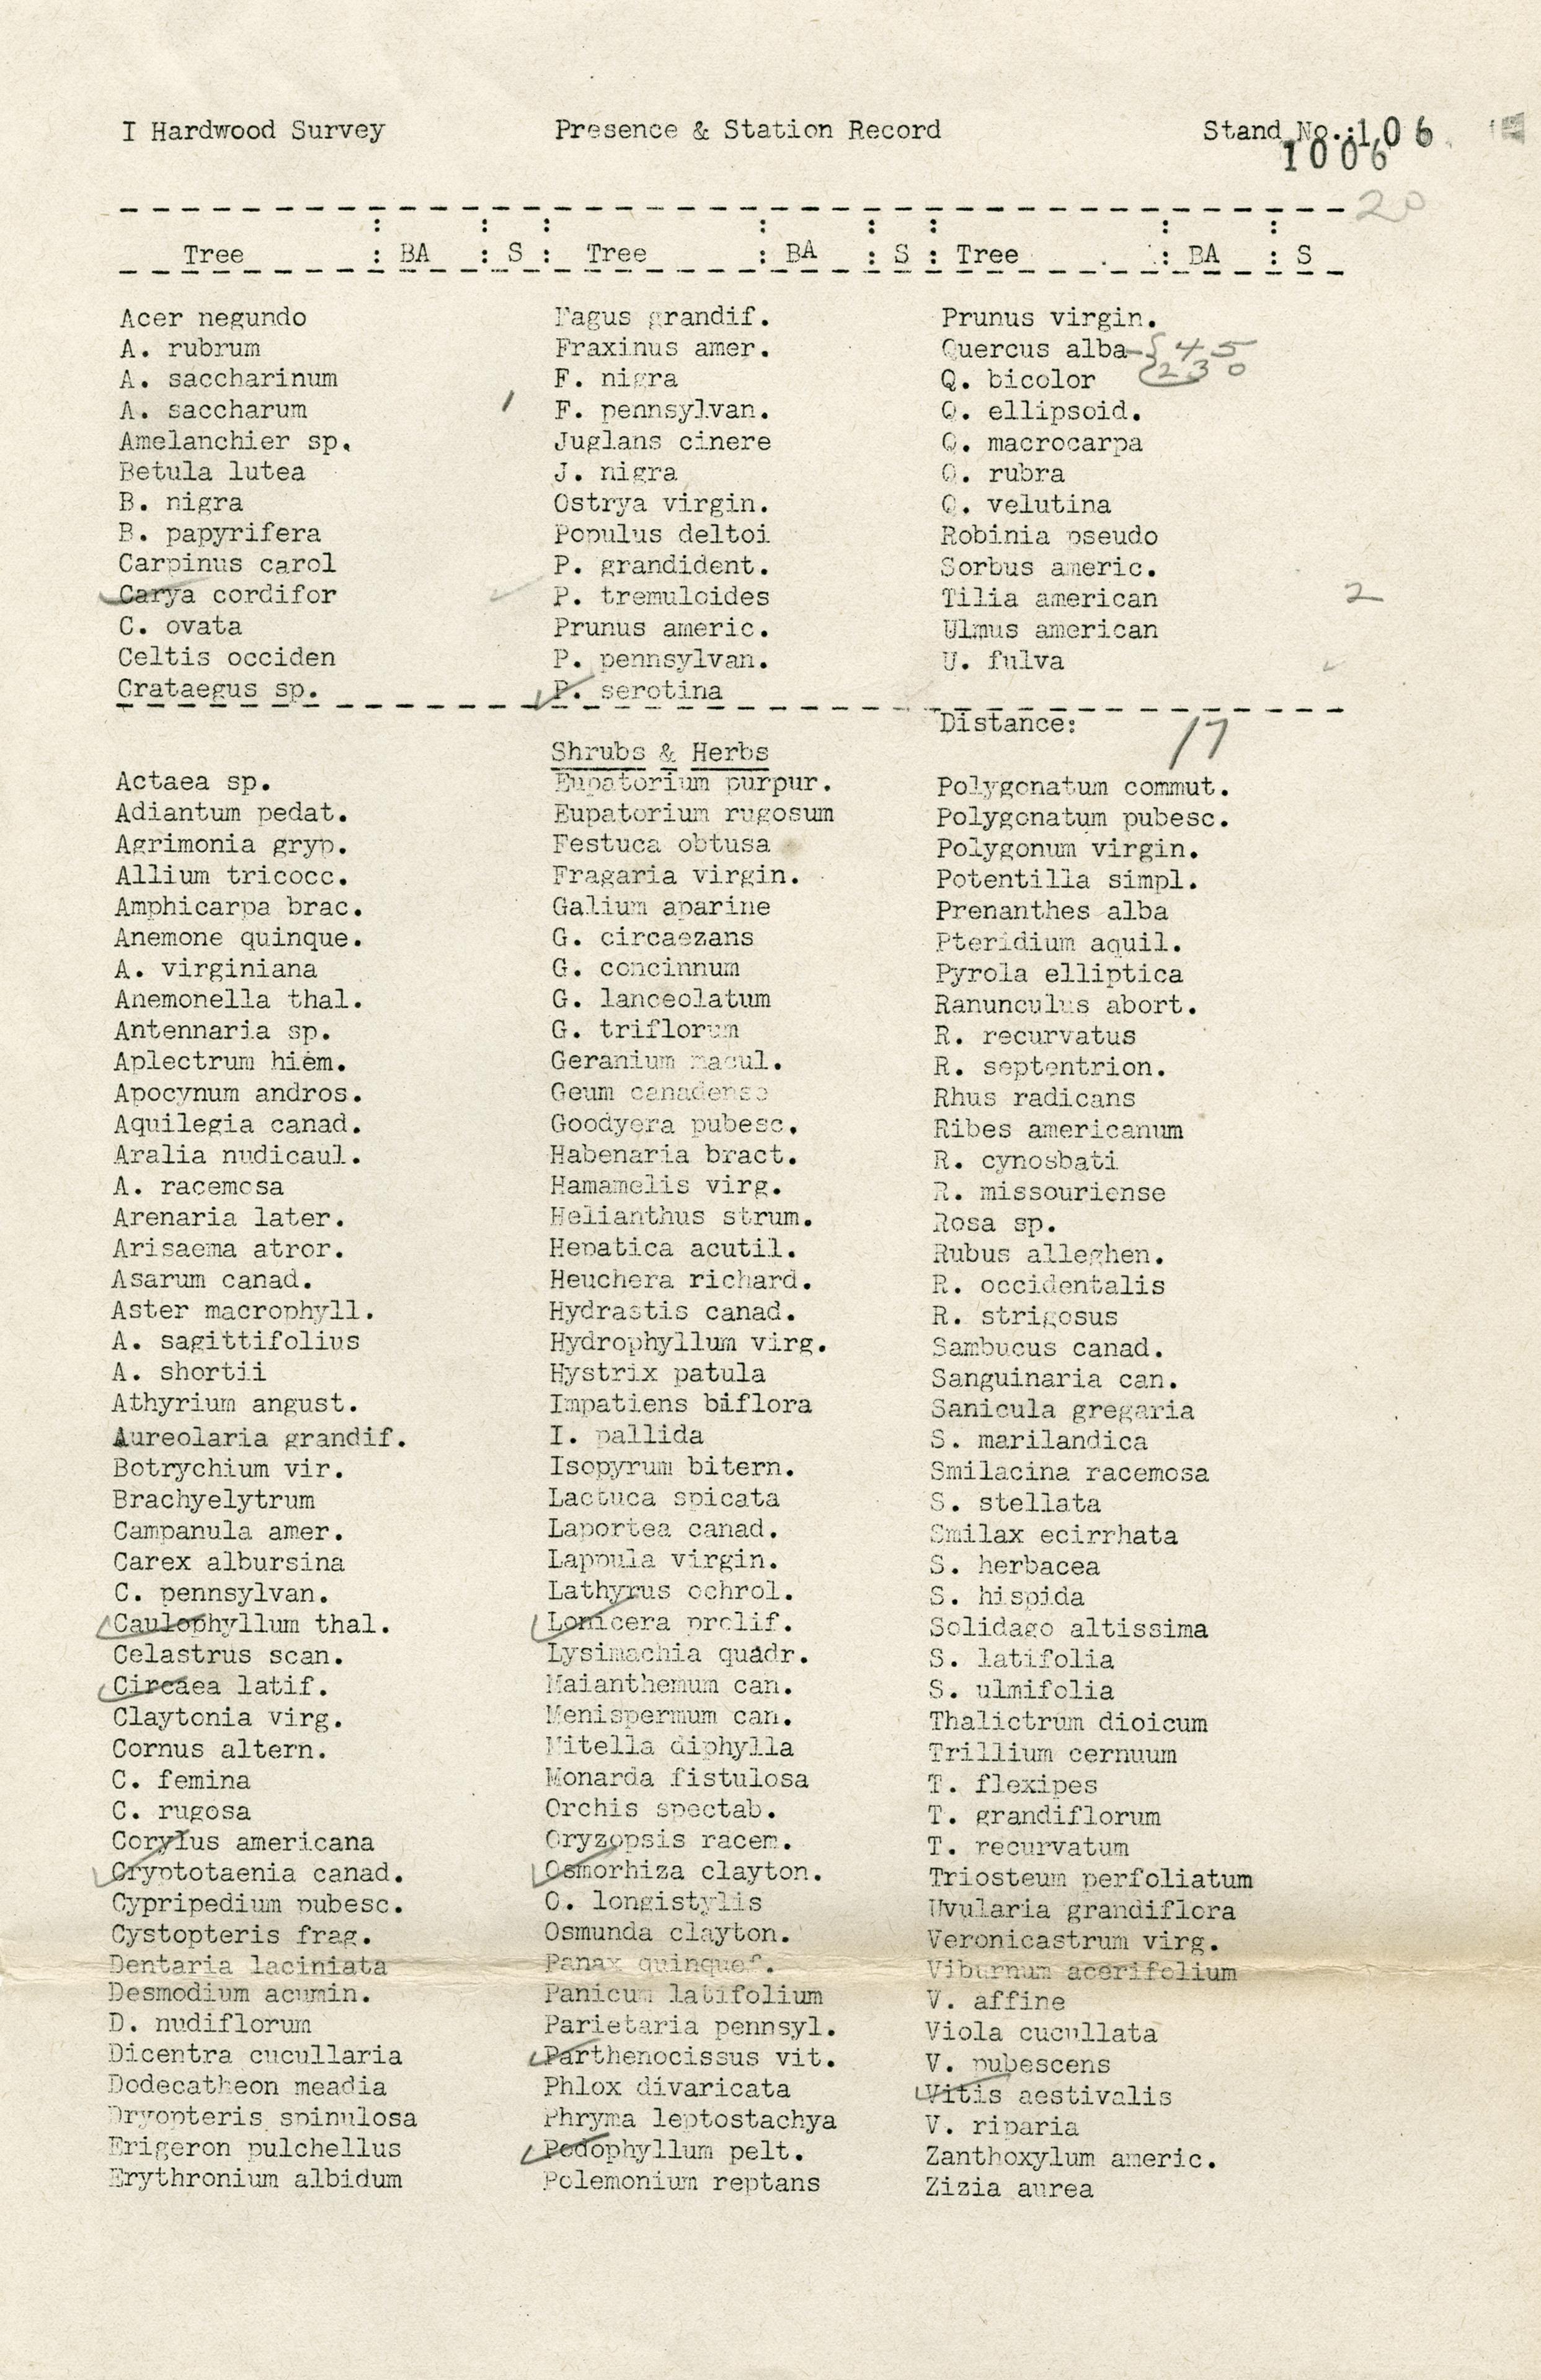 I Hardwood Survey Presence & Station Record Stand No.:106
1006
20
Tree : BA : S : Tree : BA : S : Tree : BA : S
Acer negundo Fagus grandif. Prunus virgin.
A. rubrum Fraxinus amer. Quercus alba-{45
A. saccharinum F. nigra Q. bicolor 230
A. saccharum / F. pennsylvan. Q. ellipsoid.
Amelanchier sp. Juglans cinere Q. macrocarpa
Betula lutea J. nigra Q. rubra
B. nigra Ostrya virgin. Q. velutina
B. papyrifera Populus deltoi Robinia pseudo
Carpinus carol P. grandident. Sorbus americ.
✓Carya cordifor ✓ P. tremuloides Tilia american 2
C. ovata Prunus americ. Ulmus american
Celtis occiden P. pennsylvan. U. fulva ✓
Crataegus sp. ✓P. serotina
Distance: 17
Shrubs & Herbs
Actaea sp. Eupatorium purpur. Polygonatum commut.
Adiantum pedat. Eupatorium rugosum Polygonatum pubesc.
Agrimonia gryp. Festuca obtusa Polygonum virgin.
Allium tricocc. Fragaria virgin. Potentilla simpl.
Amphicarpa brac. Galium aparine Prenanthes alba
Anemone quinque. G. circaezans Pteridium aquil.
A. virginiana G. concinnum Pyrola elliptica
Anemonella thal. G. lanceolatum Ranunculus abort.
Antennaria sp. G. triflorum R. recurvatus
Aplectrum hiem. Geranium macul. R. septentrion.
Apocynum andros. Geum canadense Rhus radicans
Aquilegia canad. Goodyera pubesc. Ribes americanum
Aralia nudicaul. Habenaria bract. R. cynosbati
A. racemosa Hamamelis virg. R. missouriense
Arenaria later. Helianthus strum. Rosa sp.
Arisaema atror. Hepatica acutil. Rubus alleghen.
Asarum canad. Heuchera richard. R. occidentalis
Aster macrophyll. Hydrastis canad. R. strigosus
A. sagittifolius Hydrophyllum virg. Sambucus canad.
A. shortii Hystrix patula Sanguinaria can.
Athyrium angust. Impatiens biflora Sanicula gregaria
Aureolaria grandif. I. pallida S. marilandica
Botrychium vir. Isopyrum bitern. Smilacina racemosa
Brachyelytrum Lactuca spicata S. stellata
Campanula amer. Laportea canad. Smilax ecirrhata
Carex albursina Lappula virgin. S. herbacea
C. pennsylvan. Lathyrus ochrol. S. hispida
✓Caulophyllum thal. ✓Lonicera prolif. Solidago altissima
Celastrus scan. Lysimachia quadr. S. latifolia
✓Circaea latif. Maianthemum can. S. ulmifolia
Claytonia virg. Menispermum can. Thalictrum dioicum
Cornus altern. Mitella diphylla Trillium cernuum
C. femina Monarda fistulosa T. flexipes
C. rugosa Orchis spectab. T. grandiflorum
Corylus americana Oryzopsis racem. T. recurvatum
✓Cryptotaenia canad. ✓Osmorhiza clayton. Triosteum perfoliatum
Cypripedium pubesc. O. longistylis Uvularia grandiflora
Cystopteris frag. Osmunda clayton. Veronicastrum virg.
Dentaria laciniata Panax quinquef. Viburnum acerifolium
Desmodium acumin. Panicum latifolium V. affine
D. nudiflorum Parietaria pennsyl. Viola cucullata
Dicentra cucullaria ✓Parthenocissus vit. V. pubescens
Dodecatheon meadia Phlox divaricata ✓Vitis aestivalis
Dryopteris spinulosa Phryma leptostachya V. riparia
Erigeron pulchellus ✓Podophyllum pelt. Zanthoxylum americ.
Erythronium albidum Polemonium reptans Zizia aurea